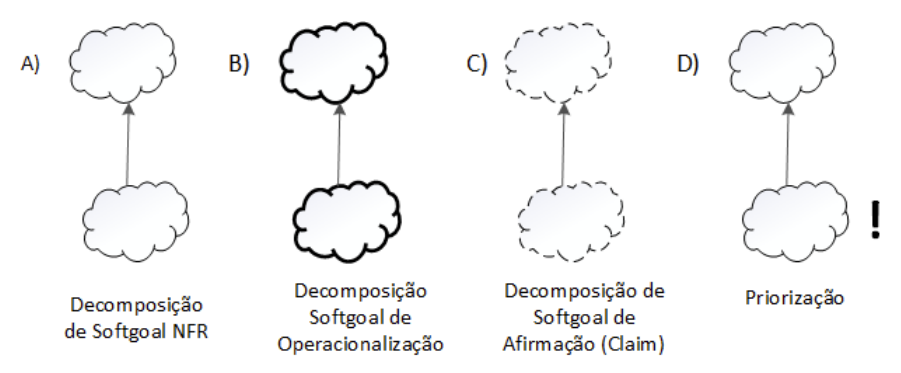 A)
B)
C)
D)
!
Decomposição
de Softgoal NFR
Decomposição
Softgoal de
Operacionalização
Decomposição de
Softgoal de
Afirmação (Claim)
Priorização